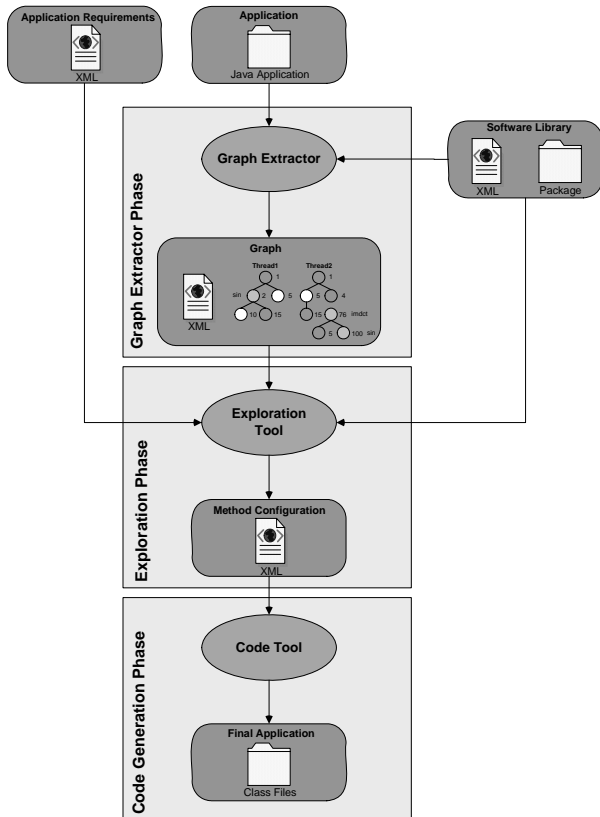 Application Requirements
XML
Application
Java Application
Software Library
XML
Package
Graph Extractor Phase
Graph Extractor
Graph
XML
Thread1
1
sin
2
5
10
15
Thread2
1
5
4
15
76
imdct
5
100
sin
Exploration Phase
Exploration
Tool
Method Configuration
XML
Code Generation Phase
Code Tool
Final Application
Class Files